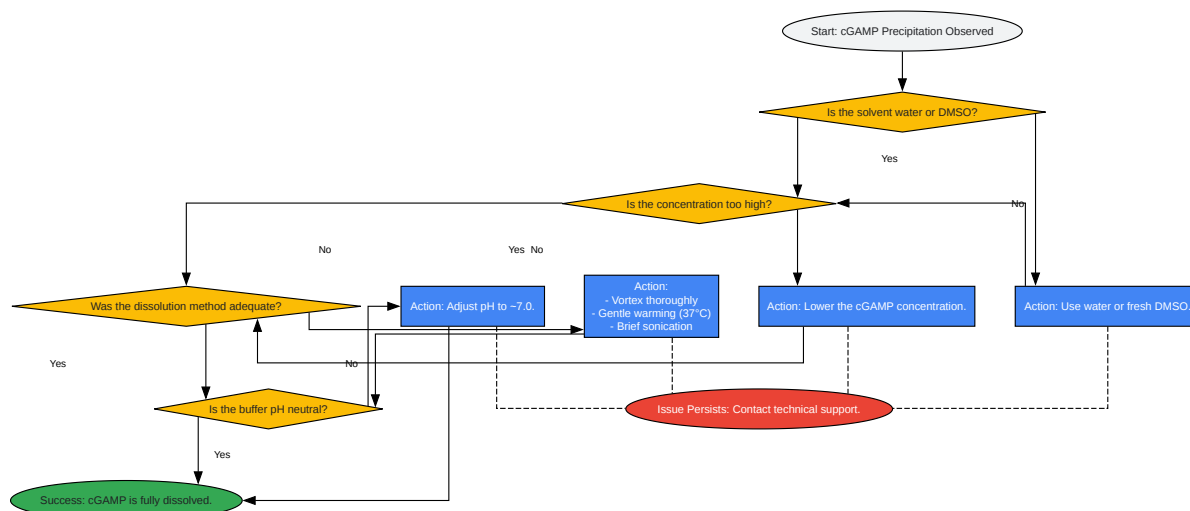 Start: cGAMP Precipitation Observed
Is the solvent water or DMSO?
Yes
Is the concentration too high?
No
No
Yes
No
Was the dissolution method adequate?
Action: Adjust pH to ~7.0.
Action:
- Vortex thoroughly
- Gentle warming (37°C)
- Brief sonication
Action: Lower the cGAMP concentration.
Action: Use water or fresh DMSO.
Yes
No
Is the buffer pH neutral?
Issue Persists: Contact technical support.
Yes
Success: cGAMP is fully dissolved.